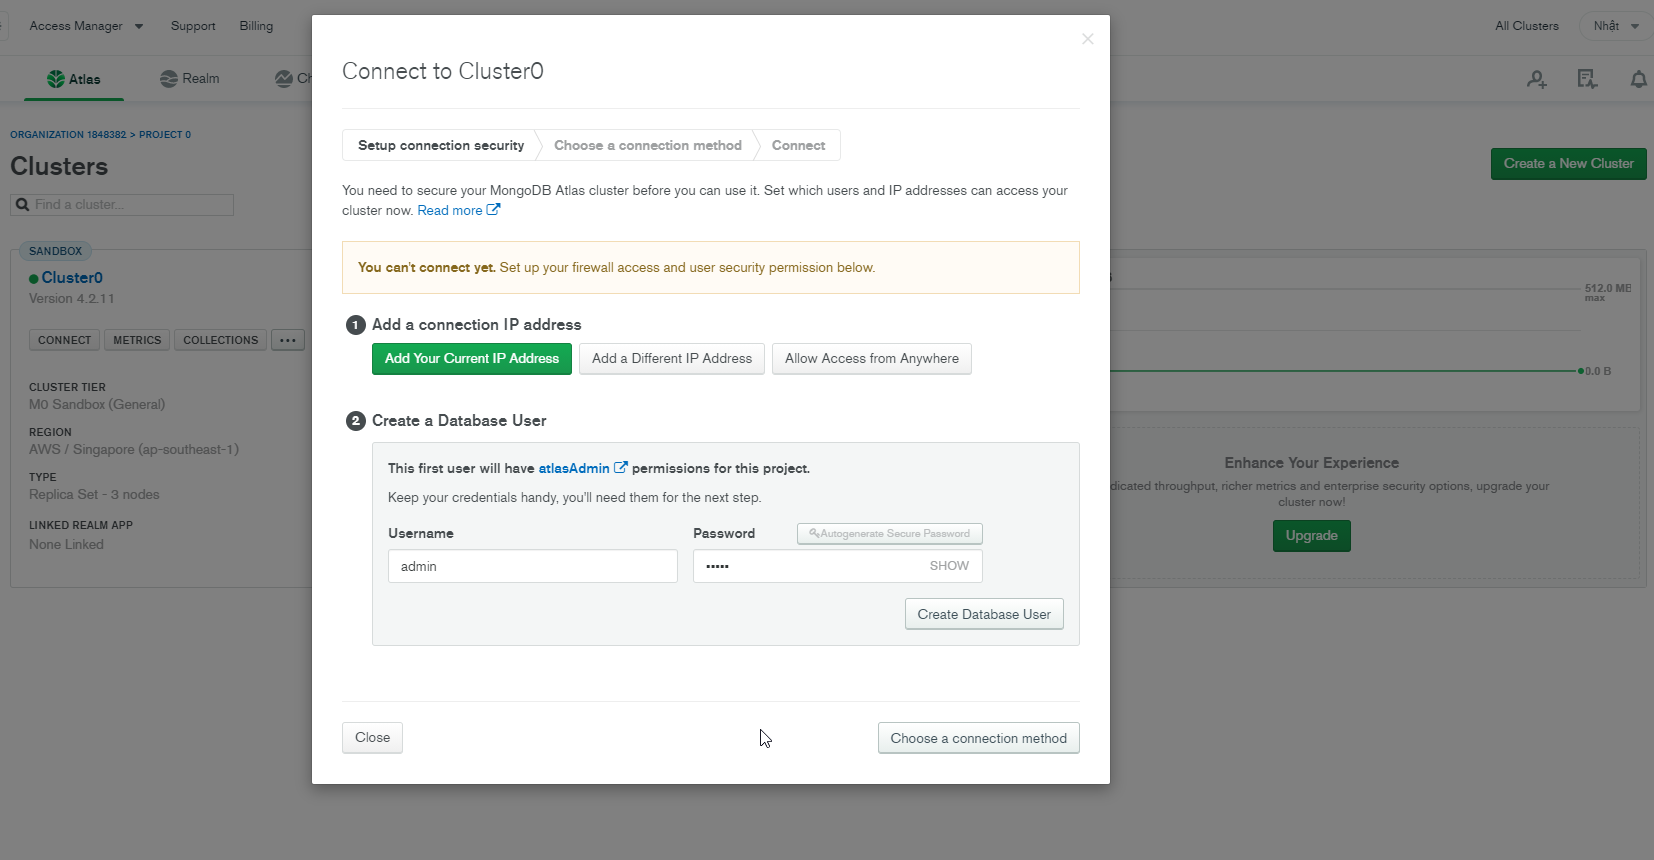 Access Manager
Support
Billing
All Clusters
Nhật
Atlas
Realm
Ch
ORGANIZATION 1848382 > PROJECT 0
Clusters
Create a New Cluster
Find a cluster...
SANDBOX
Cluster0
Version 4.2.11
CONNECT
METRICS
COLLECTIONS
CLUSTER TIER
M0 Sandbox (General)
REGION
AWS / Singapore (ap-southeast-1)
TYPE
Replica Set - 3 nodes
LINKED REALM APP
None Linked
Connect to Cluster0
Setup connection security
Choose a connection method
Connect
You need to secure your MongoDB Atlas cluster before you can use it. Set which users and IP addresses can access your
cluster now. Read more
You can't connect yet. Set up your firewall access and user security permission below.
1 Add a connection IP address
Add Your Current IP Address
Add a Different IP Address
Allow Access from Anywhere
2 Create a Database User
This first user will have atlasAdmin permissions for this project.
Keep your credentials handy, you'll need them for the next step.
Username
Password
Autogenerate Secure Password
admin
•••••
SHOW
Create Database User
Close
Choose a connection method
512.0 MB
max
0.0 B
Enhance Your Experience
dicated throughput, richer metrics and enterprise security options, upgrade your
cluster now!
Upgrade